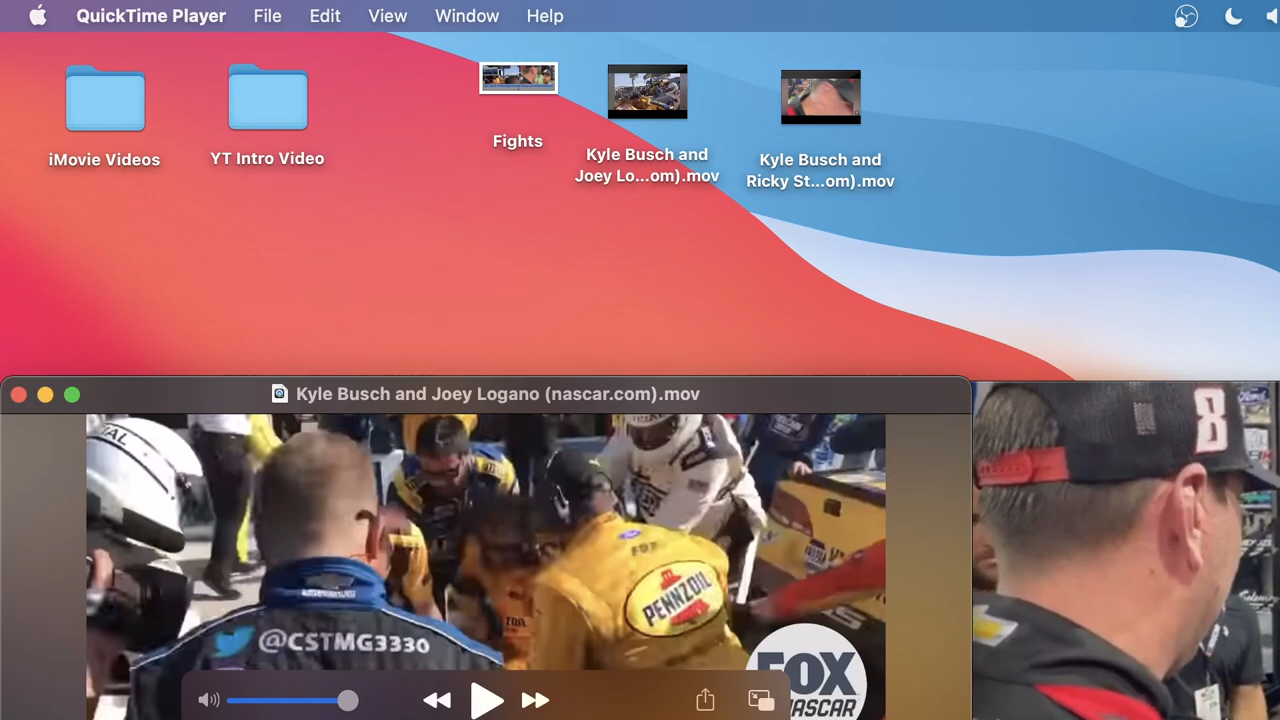 QuickTime Player File Edit View Window Help
iMovie Videos
YT Intro Video
Fights
Kyle Busch and
Joey Lo...om).mov
Kyle Busch and
Ricky St...om).mov
Kyle Busch and Joey Logano (nascar.com).mov
8
Ford
PENNZOIL
@CSTMG3330
FOX
NASCAR